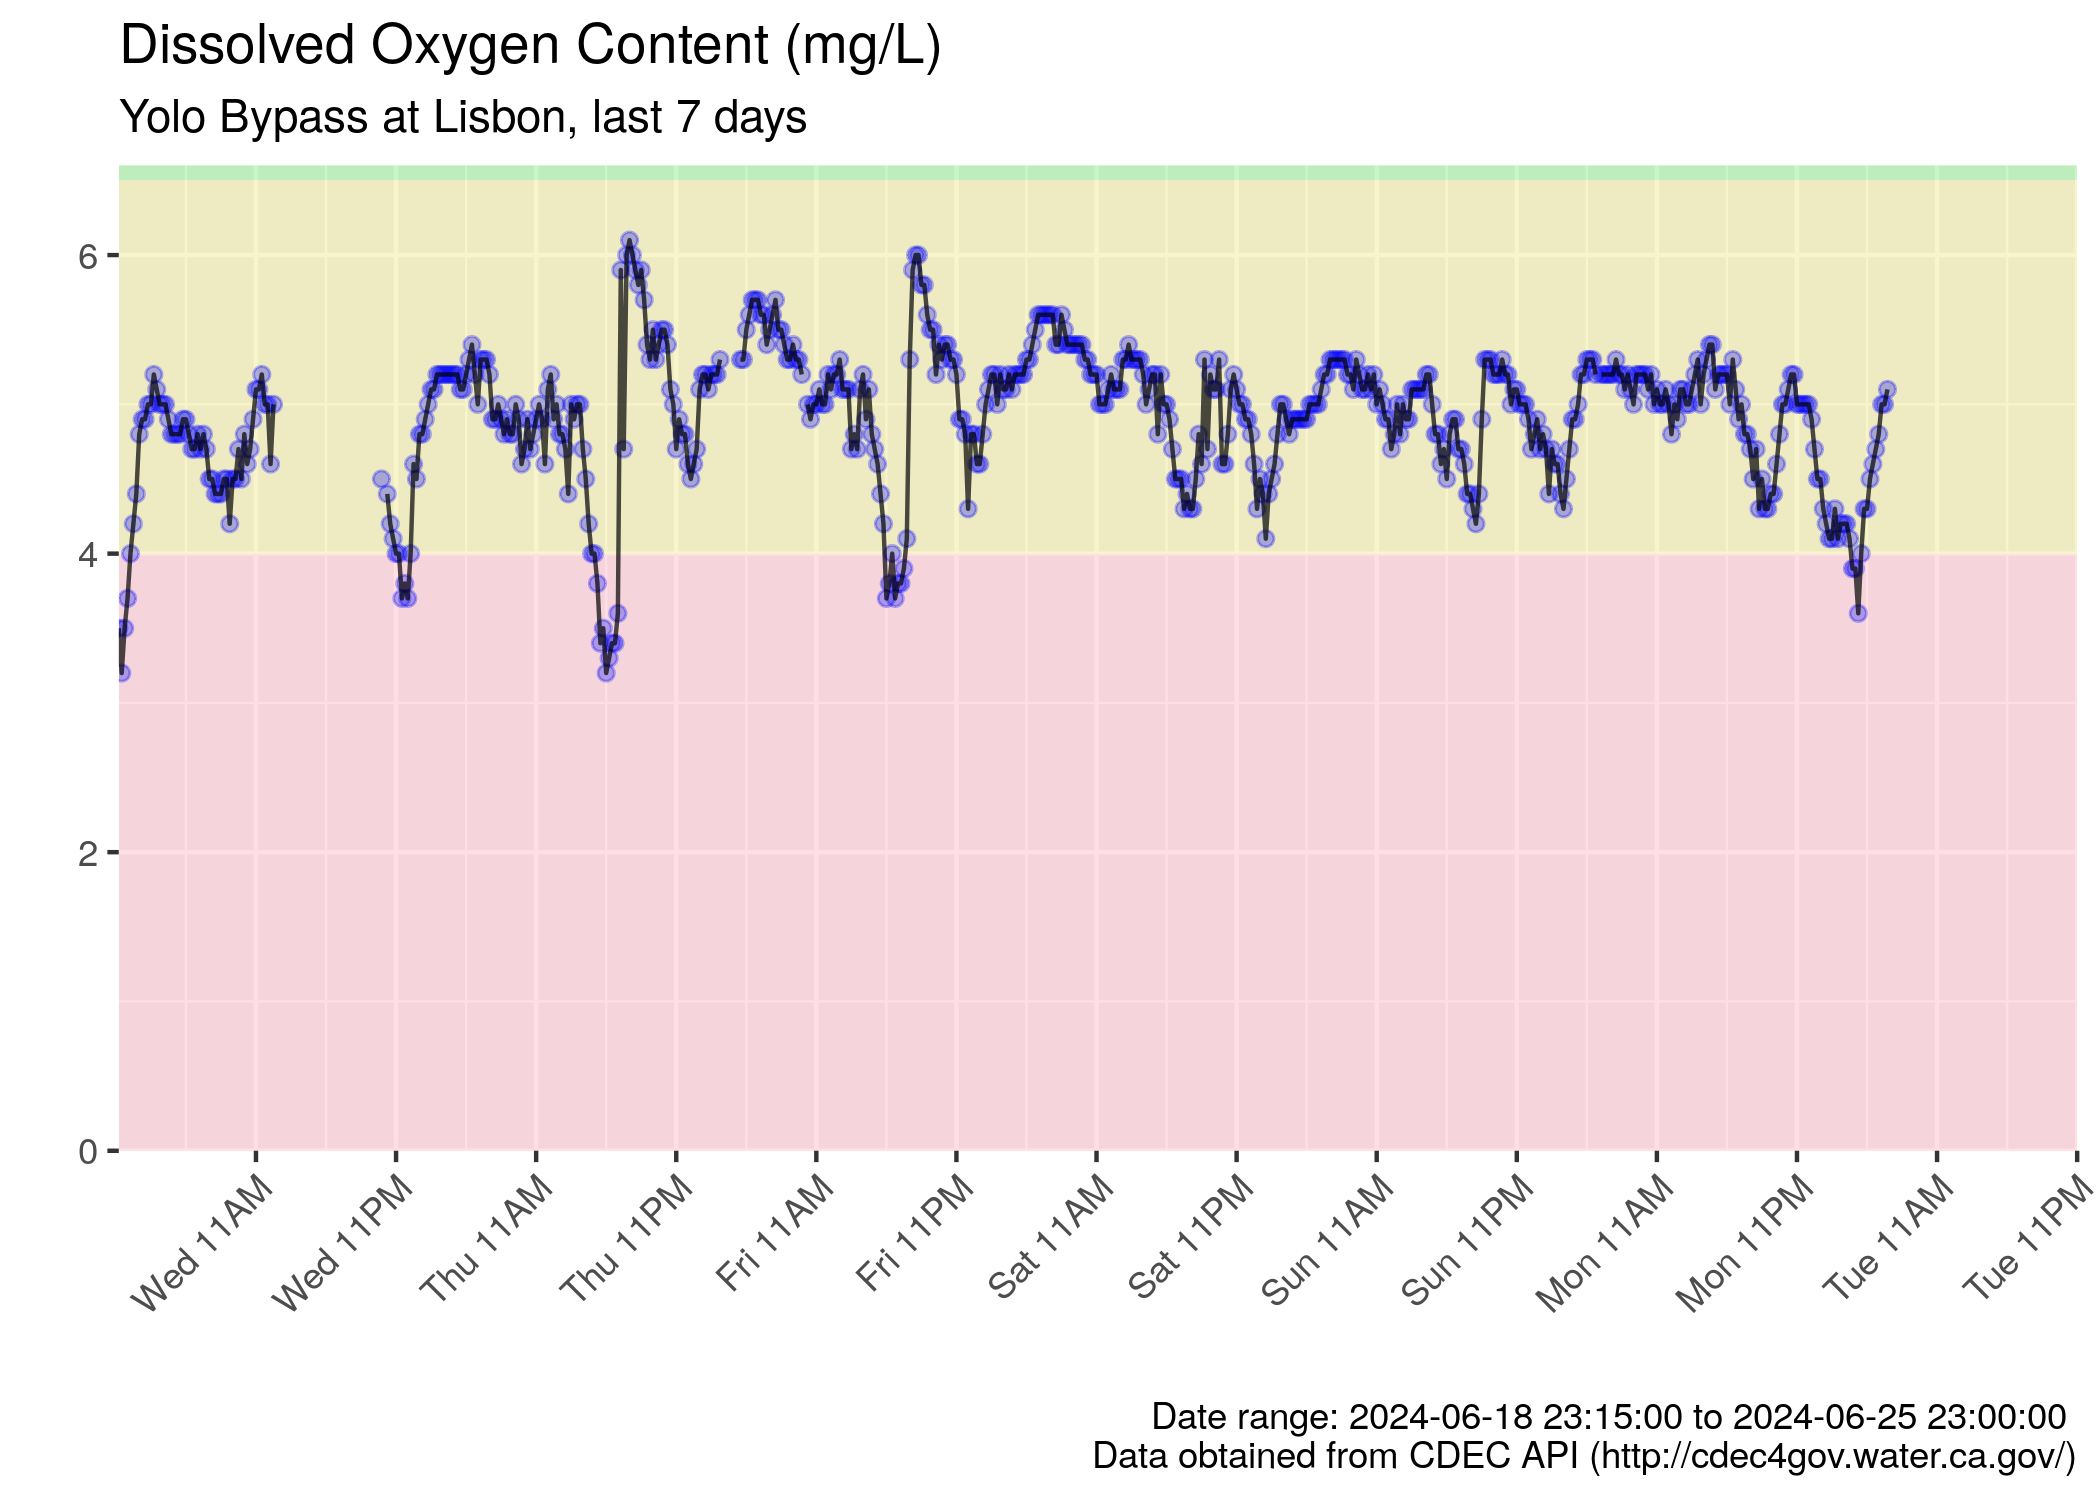 Dissolved Oxygen Content (mg/L)
Yolo Bypass at Lisbon, last 7 days
6
4
2
0
Wed 11AM
Wed 11PM
Thu 11AM
Thu 11PM
Fri 11AM
Fri 11PM
Sat 11AM
Sat 11PM
Sun 11AM
Sun 11PM
Mon 11AM
Mon 11PM
Tue 11AM
Tue 11PM
Date range: 2024-06-18 23:15:00 to 2024-06-25 23:00:00
Data obtained from CDEC API (http://cdec4gov.water.ca.gov/)